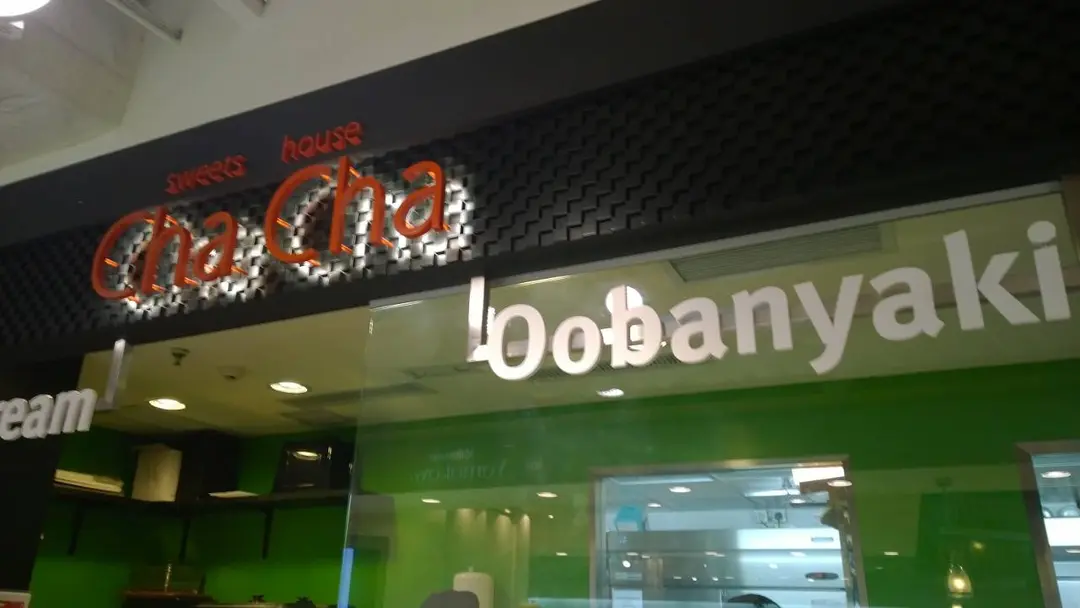 sweets house
Cha Cha
Oobanyaki
ream